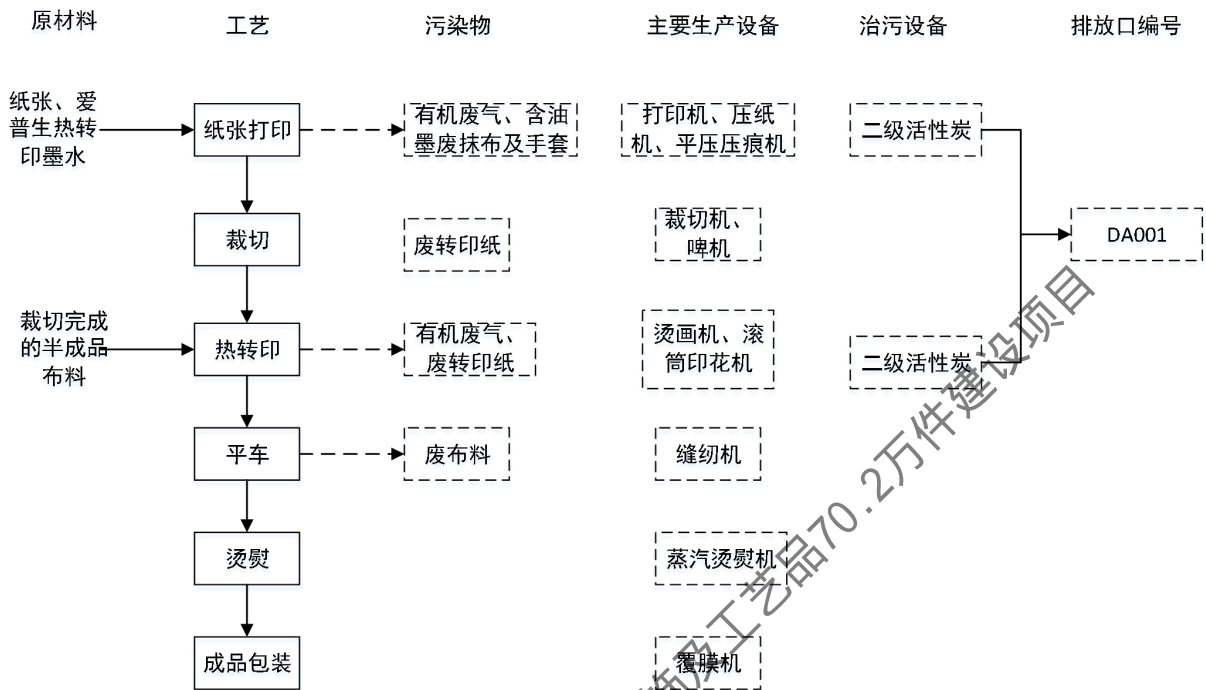 原材料 工艺 污染物 主要生产设备 治污设备 排放口编号
纸张、爱
普生热转
印墨水
纸张打印
有机废气、含油
墨废抹布及手套
打印机、压纸
机、平压压痕机
二级活性炭
裁切
废转印纸
裁切机、
啤机
DA001
裁切完成
的半成品
布料
热转印
有机废气、
废转印纸
烫画机、滚
筒印花机
二级活性炭
平车
废布料
缝纫机
烫熨
蒸汽烫熨机
成品包装
覆膜机
饰及工艺品70.2万件建设项目